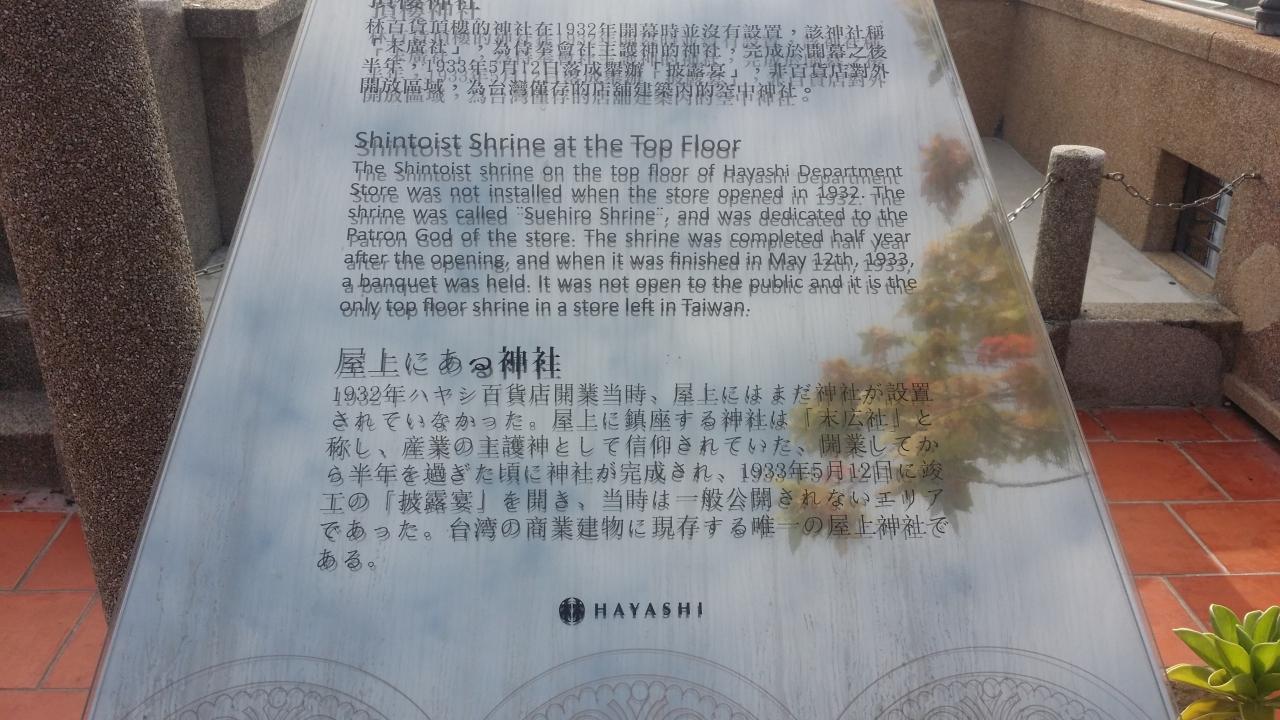 頂樓神社
林百貨頂樓的神社在1932年開幕時並沒有設置，該神社稱
「末廣社」，為侍奉會社主護神的神社，完成於開幕之後
半年，1933年5月12日落成舉辦「披露宴」，非百貨店對外
開放區域，為台灣僅存的店舖建築內的空中神社。
Shintoist Shrine at the Top Floor
The Shintoist shrine on the top floor of Hayashi Department
Store was not installed when the store opened in 1932. The
shrine was called ¨Suehiro Shrine¨, and was dedicated to the
Patron God of the store. The shrine was completed half year
after the opening, and when it was finished in May 12th, 1933,
a banquet was held. It was not open to the public and it is the
only top floor shrine in a store left in Taiwan.
屋上にある神社
1932年ハヤシ百貨店開業当時、屋上にはまだ神社が設置
されていなかった。屋上に鎮座する神社は「末広社」と
称し、産業の主護神として信仰されていた、開業してか
ら半年を過ぎた頃に神社が完成され、1933年5月12日に竣
工の「披露宴」を開き、当時は一般公開されないエリア
であった。台湾の商業建物に現存する唯一の屋上神社で
ある。
HAYASHI